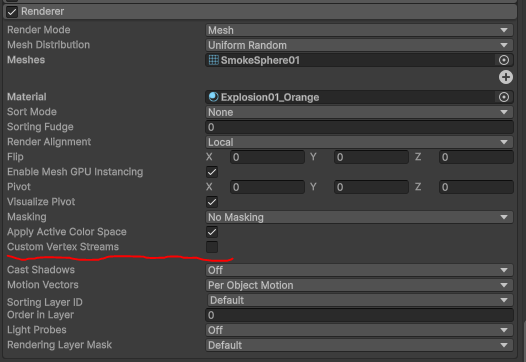 Renderer
Render Mode Mesh
Mesh Distribution Uniform Random
Meshes SmokeSphere01
Material Explosion01_Orange
Sort Mode None
Sorting Fudge 0
Render Alignment Local
Flip X 0 Y 0 Z 0
Enable Mesh GPU Instancing
Pivot X 0 Y 0 Z 0
Visualize Pivot
Masking No Masking
Apply Active Color Space
Custom Vertex Streams
Cast Shadows Off
Motion Vectors Per Object Motion
Sorting Layer ID Default
Order in Layer 0
Light Probes Off
Rendering Layer Mask Default